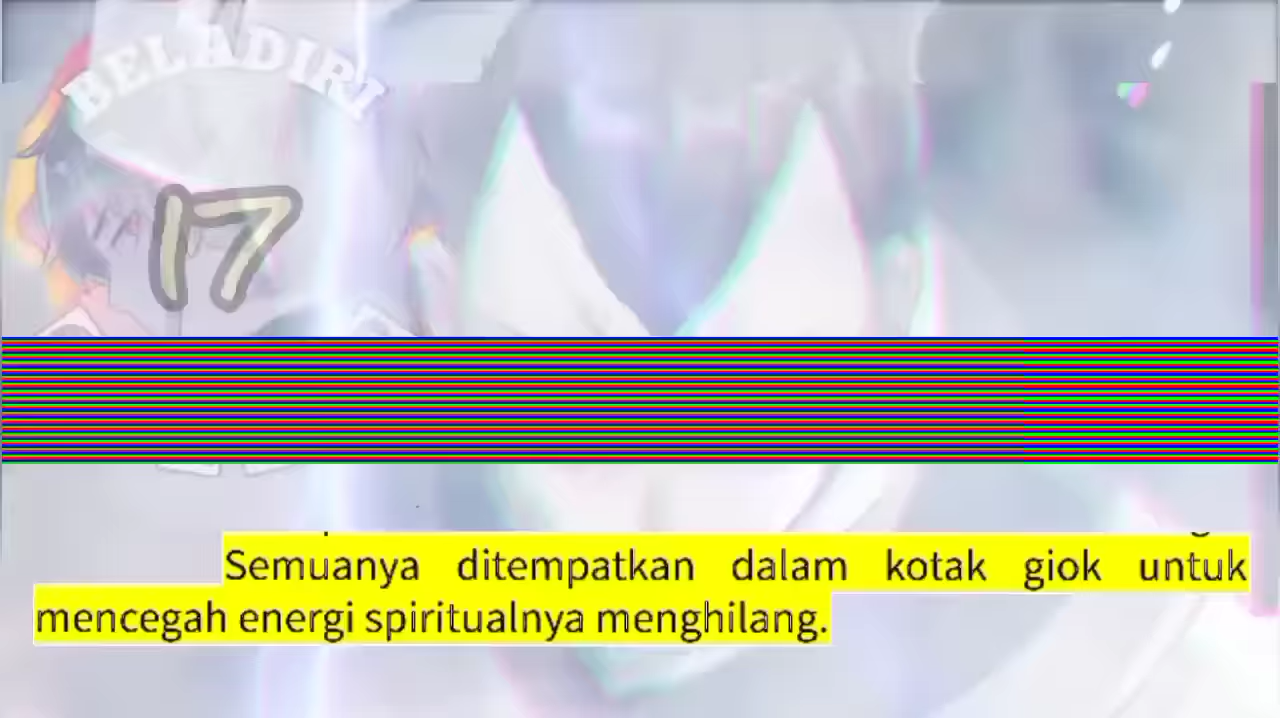 BELADIRI
17
Semuanya ditempatkan dalam kotak giok untuk
mencegah energi spiritualnya menghilang.